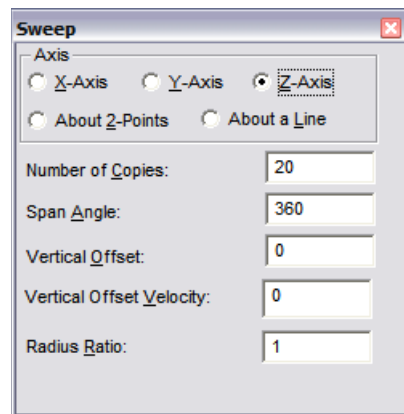 Sweep
Axis
X-Axis Y-Axis Z-Axis
About 2-Points About a Line
Number of Copies: 20
Span Angle: 360
Vertical Offset: 0
Vertical Offset Velocity: 0
Radius Ratio: 1